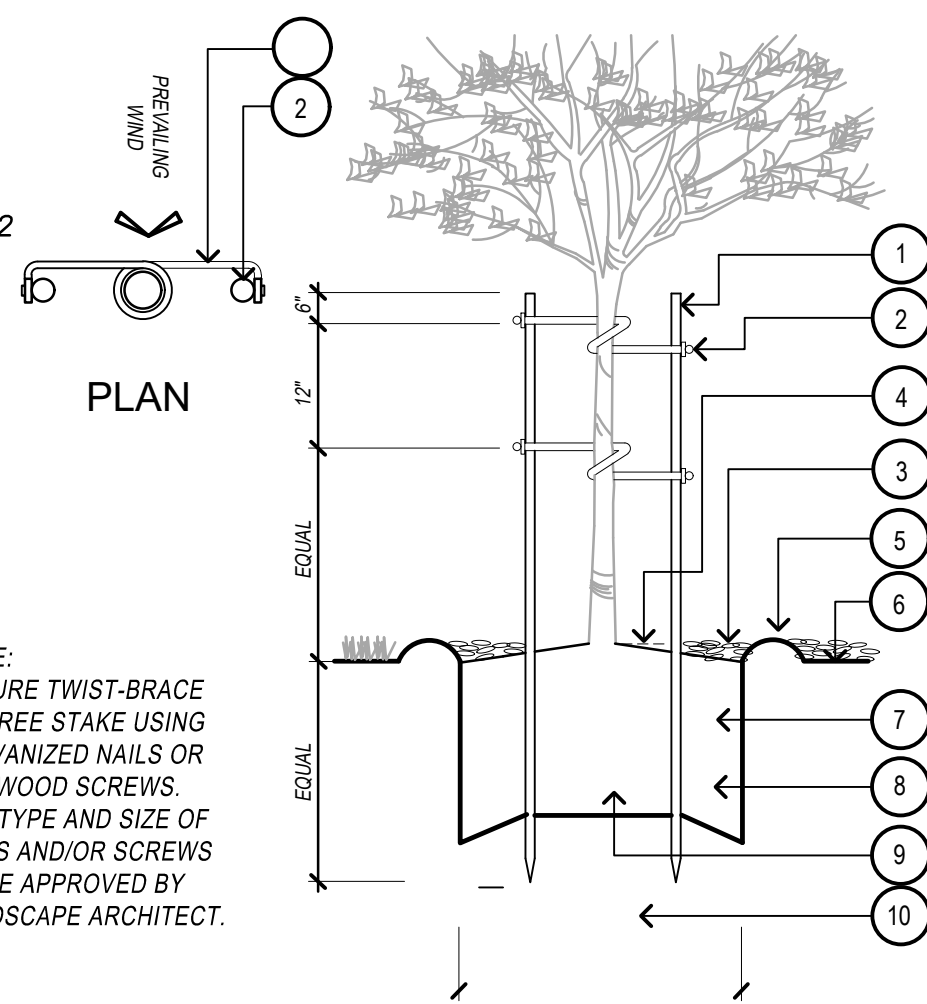 PREVAILING
WIND
2
2
PLAN
6"
12"
EQUAL
EQUAL
1
2
4
3
5
6
7
8
9
10
E:
URE TWIST-BRACE
REE STAKE USING
VANIZED NAILS OR
WOOD SCREWS.
TYPE AND SIZE OF
S AND/OR SCREWS
E APPROVED BY
DSCAPE ARCHITECT.